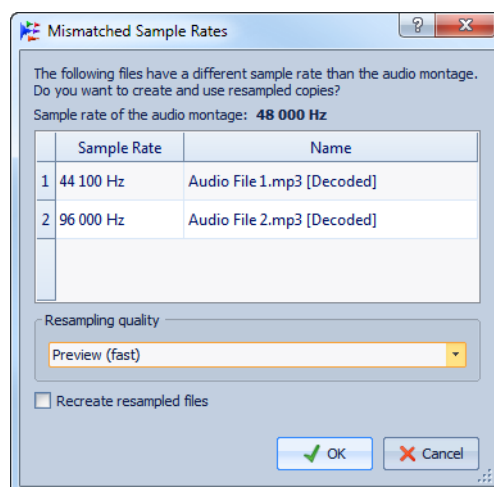 Mismatched Sample Rates
The following files have a different sample rate than the audio montage.
Do you want to create and use resampled copies?
Sample rate of the audio montage: 48 000 Hz
Sample Rate Name
1 44 100 Hz Audio File 1.mp3 [Decoded]
2 96 000 Hz Audio File 2.mp3 [Decoded]
Resampling quality
Preview (fast)
Recreate resampled files
OK Cancel